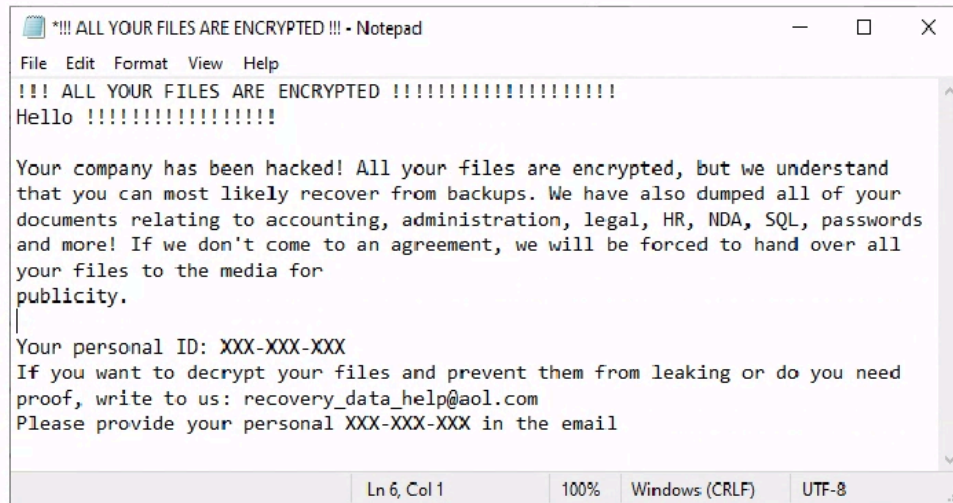 *!!! ALL YOUR FILES ARE ENCRYPTED !!! - Notepad
File Edit Format View Help
!!! ALL YOUR FILES ARE ENCRYPTED !!!!!!!!!!!!!!!!!!!!
Hello !!!!!!!!!!!!!!!!!
Your company has been hacked! All your files are encrypted, but we understand
that you can most likely recover from backups. We have also dumped all of your
documents relating to accounting, administration, legal, HR, NDA, SQL, passwords
and more! If we don't come to an agreement, we will be forced to hand over all
your files to the media for
publicity.
Your personal ID: XXX-XXX-XXX
If you want to decrypt your files and prevent them from leaking or do you need
proof, write to us: recovery_data_help@aol.com
Please provide your personal XXX-XXX-XXX in the email
Ln 6, Col 1 100% Windows (CRLF) UTF-8